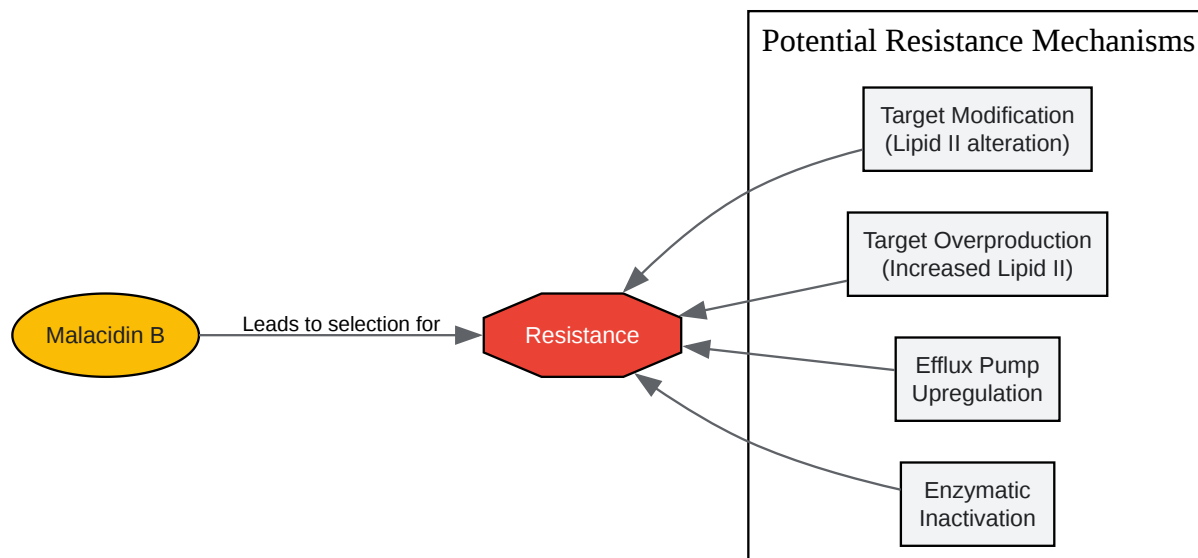 Potential Resistance Mechanisms
Target Modification
(Lipid II alteration)
Target Overproduction
(Increased Lipid II)
Malacidin B
Leads to selection for
Resistance
Efflux Pump
Upregulation
Enzymatic
Inactivation